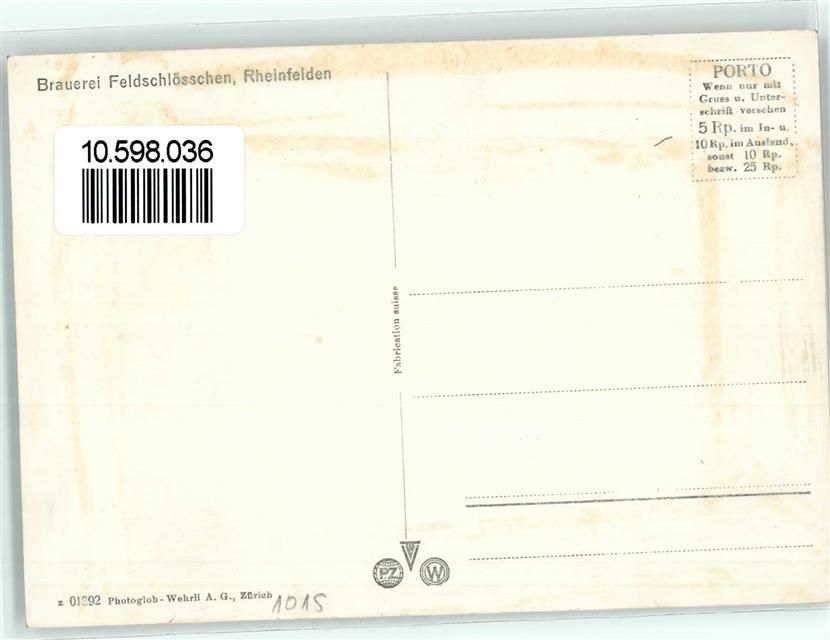 Brauerei Feldschlösschen, Rheinfelden
10.598.036
PORTO
Wenn nur mit
Gruss u. Unter-
schrift versehen
5 Rp. im In- u.
10 Rp. im Ausland,
sonst 10 Rp.
bezw. 25 Rp.
Fabrication suisse
PZ
W
z 01392 Photoglob-Wehrli A. G., Zürich
1015